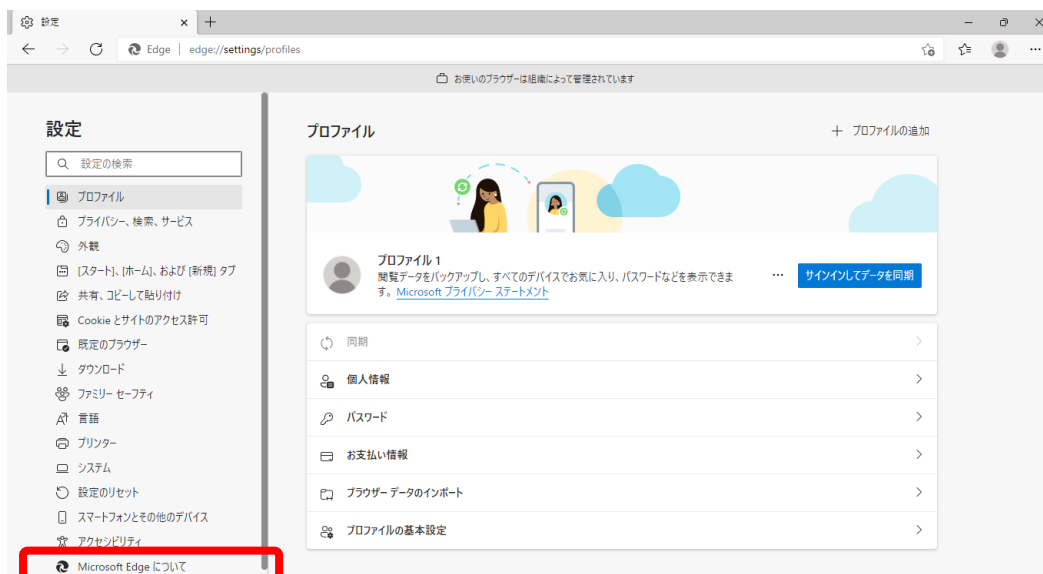 設定
Edge | edge://settings/profiles
お使いのブラウザーは組織によって管理されています
設定
設定の検索
プロファイル
プライバシー、検索、サービス
外観
[スタート]、[ホーム]、および [新規] タブ
共有、コピーして貼り付け
Cookie とサイトのアクセス許可
既定のブラウザー
ダウンロード
ファミリー セーフティ
言語
プリンター
システム
設定のリセット
スマートフォンとその他のデバイス
アクセシビリティ
Microsoft Edge について
プロファイル
プロファイルの追加
プロファイル 1
閲覧データをバックアップし、すべてのデバイスでお気に入り、パスワードなどを表示できま
す。Microsoft プライバシー ステートメント
サインインしてデータを同期
同期
個人情報
パスワード
お支払い情報
ブラウザー データのインポート
プロファイルの基本設定